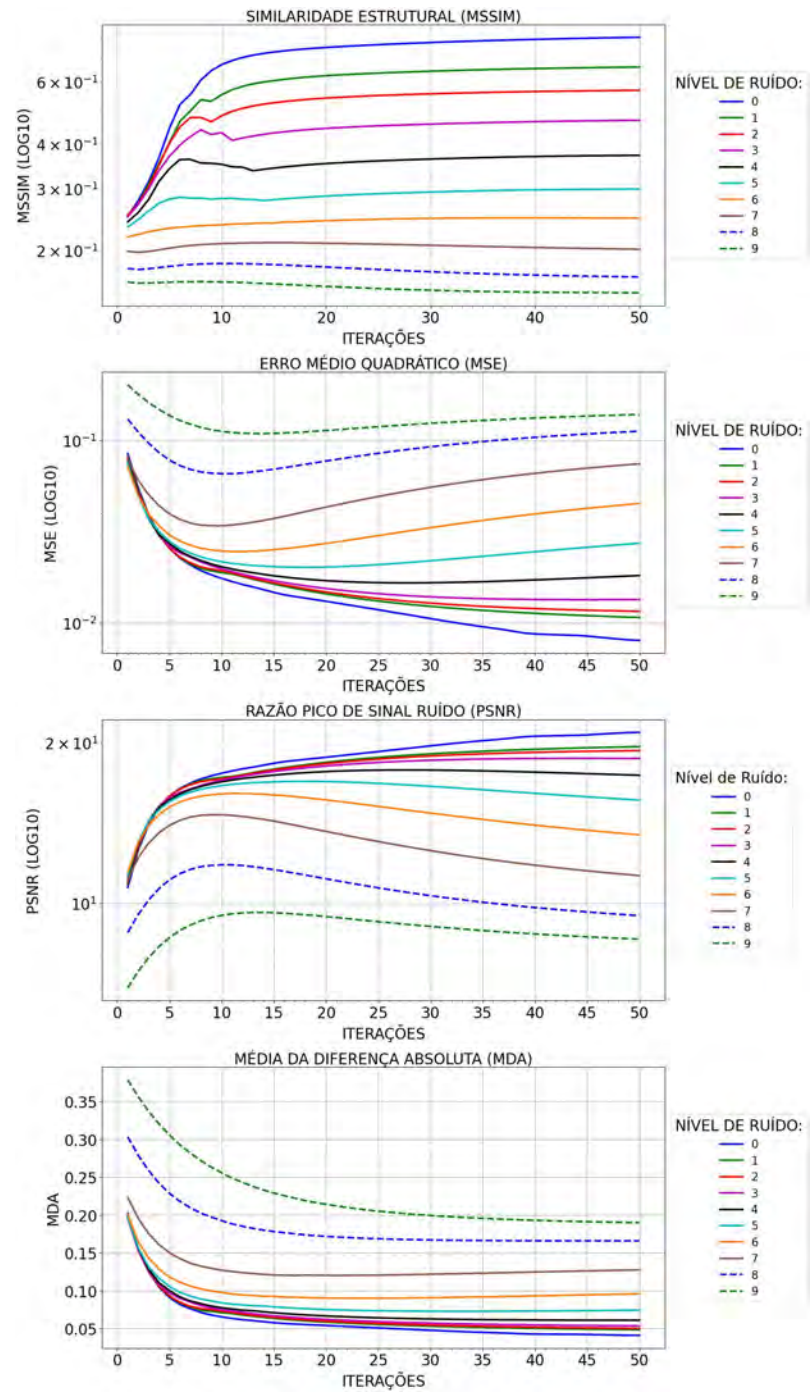 SIMILARIDADE ESTRUTURAL (MSSIM)
6 × 10⁻¹
4 × 10⁻¹
3 × 10⁻¹
2 × 10⁻¹
MSSIM (LOG10)
0 5 10 15 20 25 30 35 40 45 50
ITERAÇÕES
NÍVEL DE RUÍDO:
0
1
2
3
4
5
6
7
8
9
ERRO MÉDIO QUADRÁTICO (MSE)
10⁻¹
10⁻²
MSE (LOG10)
0 5 10 15 20 25 30 35 40 45 50
ITERAÇÕES
NÍVEL DE RUÍDO:
0
1
2
3
4
5
6
7
8
9
RAZÃO PICO DE SINAL RUÍDO (PSNR)
2 × 10¹
10¹
PSNR (LOG10)
0 5 10 15 20 25 30 35 40 45 50
ITERAÇÕES
Nível de Ruído:
0
1
2
3
4
5
6
7
8
9
MÉDIA DA DIFERENÇA ABSOLUTA (MDA)
0.35
0.30
0.25
0.20
0.15
0.10
0.05
MDA
0 5 10 15 20 25 30 35 40 45 50
ITERAÇÕES
NÍVEL DE RUÍDO:
0
1
2
3
4
5
6
7
8
9